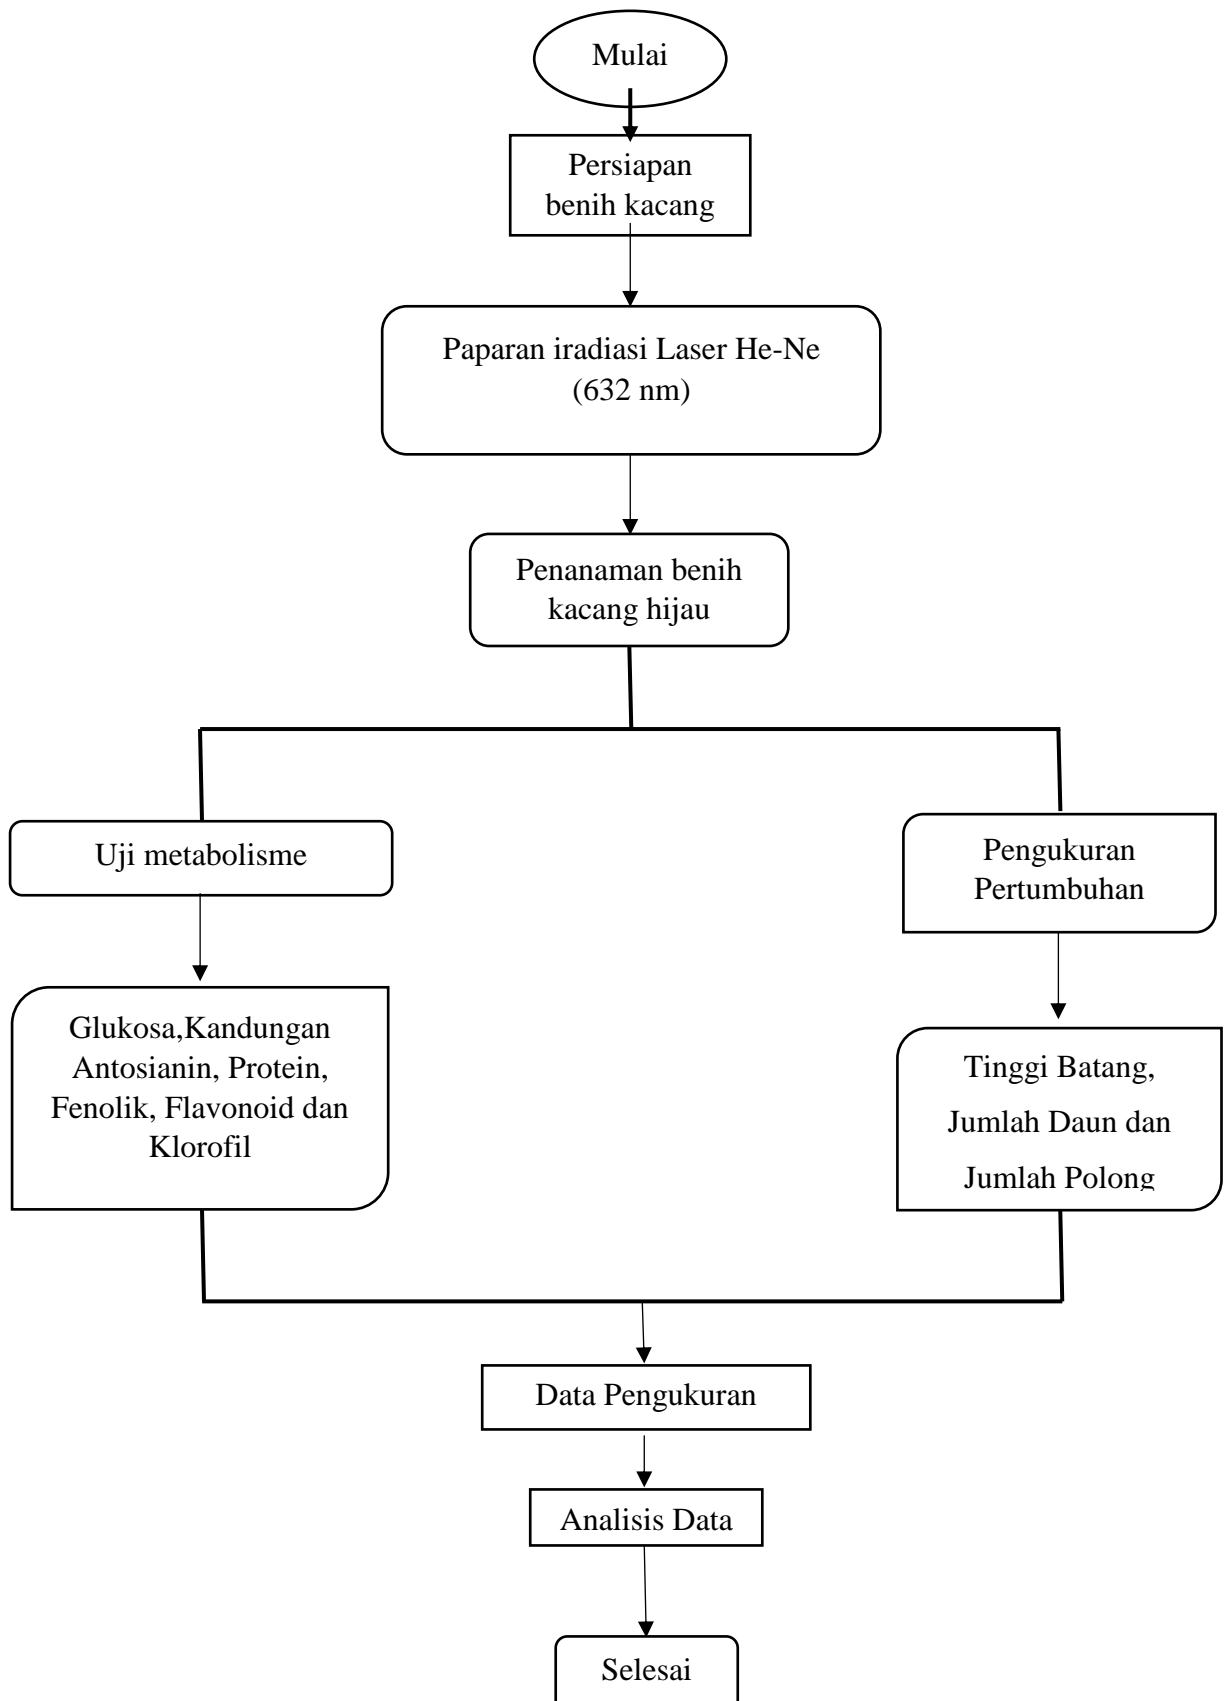 Mulai
Persiapan
benih kacang
Paparan iradiasi Laser He-Ne
(632 nm)
Penanaman benih
kacang hijau
Uji metabolisme
Pengukuran
Pertumbuhan
Glukosa,Kandungan
Antosianin, Protein,
Fenolik, Flavonoid dan
Klorofil
Tinggi Batang,
Jumlah Daun dan
Jumlah Polong
Data Pengukuran
Analisis Data
Selesai